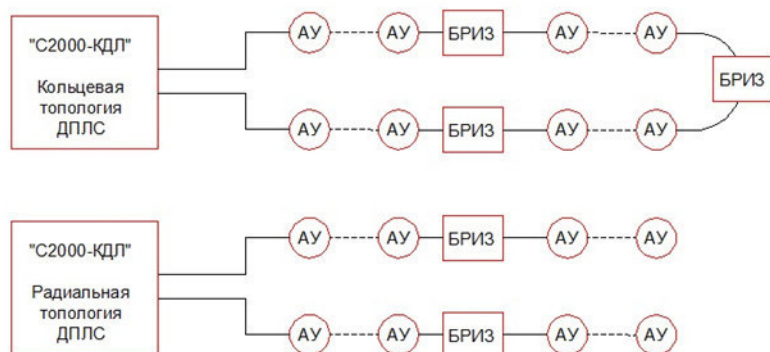 АУ АУ БРИЗ АУ АУ
"С2000-КДЛ"
Кольцевая
топология
ДПЛС
БРИЗ
АУ АУ БРИЗ АУ АУ
АУ АУ БРИЗ АУ АУ
"С2000-КДЛ"
Радиальная
топология
ДПЛС
АУ АУ БРИЗ АУ АУ